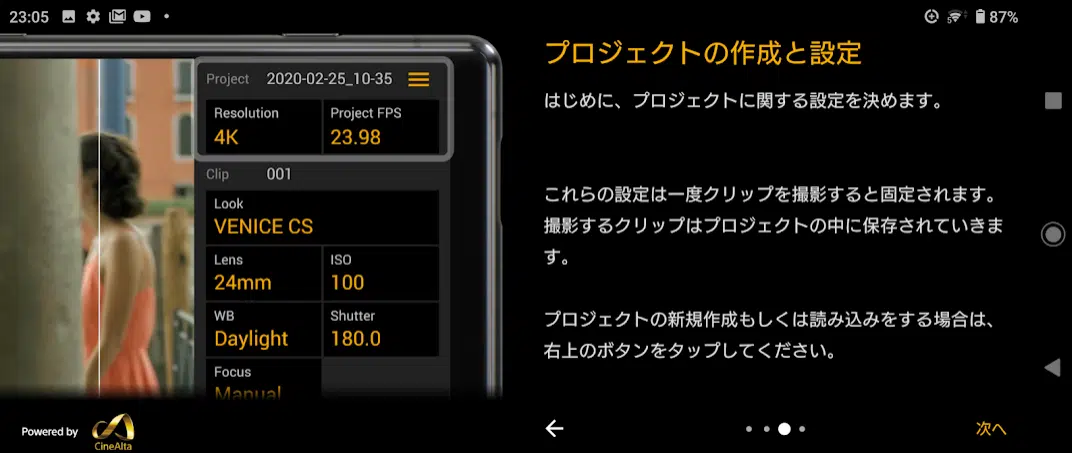 23:05
87%
Project 2020-02-25_10-35
Resolution Project FPS
4K 23.98
Clip 001
Look
VENICE CS
Lens ISO
24mm 100
WB Shutter
Daylight 180.0
Focus
Manual
Powered by CineAlta
プロジェクトの作成と設定
はじめに、プロジェクトに関する設定を決めます。
これらの設定は一度クリップを撮影すると固定されます。
撮影するクリップはプロジェクトの中に保存されていきま
す。
プロジェクトの新規作成もしくは読み込みをする場合は、
右上のボタンをタップしてください。
次へ